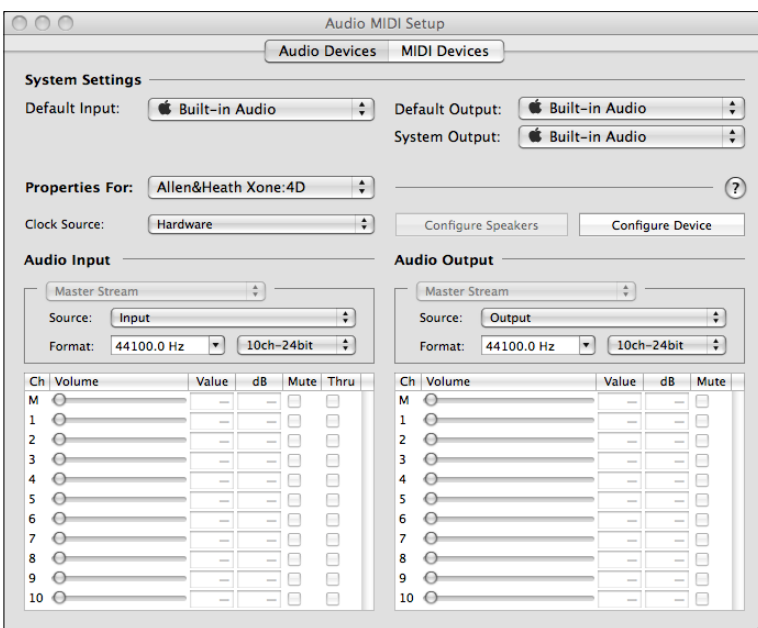 Audio MIDI Setup
Audio Devices MIDI Devices
System Settings
Default Input: Built-in Audio
Default Output: Built-in Audio
System Output: Built-in Audio
Properties For: Allen&Heath Xone:4D
?
Clock Source: Hardware
Configure Speakers Configure Device
Audio Input
Master Stream
Source: Input
Format: 44100.0 Hz 10ch-24bit
Ch Volume Value dB Mute Thru
M – –
1 – –
2 – –
3 – –
4 – –
5 – –
6 – –
7 – –
8 – –
9 – –
10 – –
Audio Output
Master Stream
Source: Output
Format: 44100.0 Hz 10ch-24bit
Ch Volume Value dB Mute
M – –
1 – –
2 – –
3 – –
4 – –
5 – –
6 – –
7 – –
8 – –
9 – –
10 – –